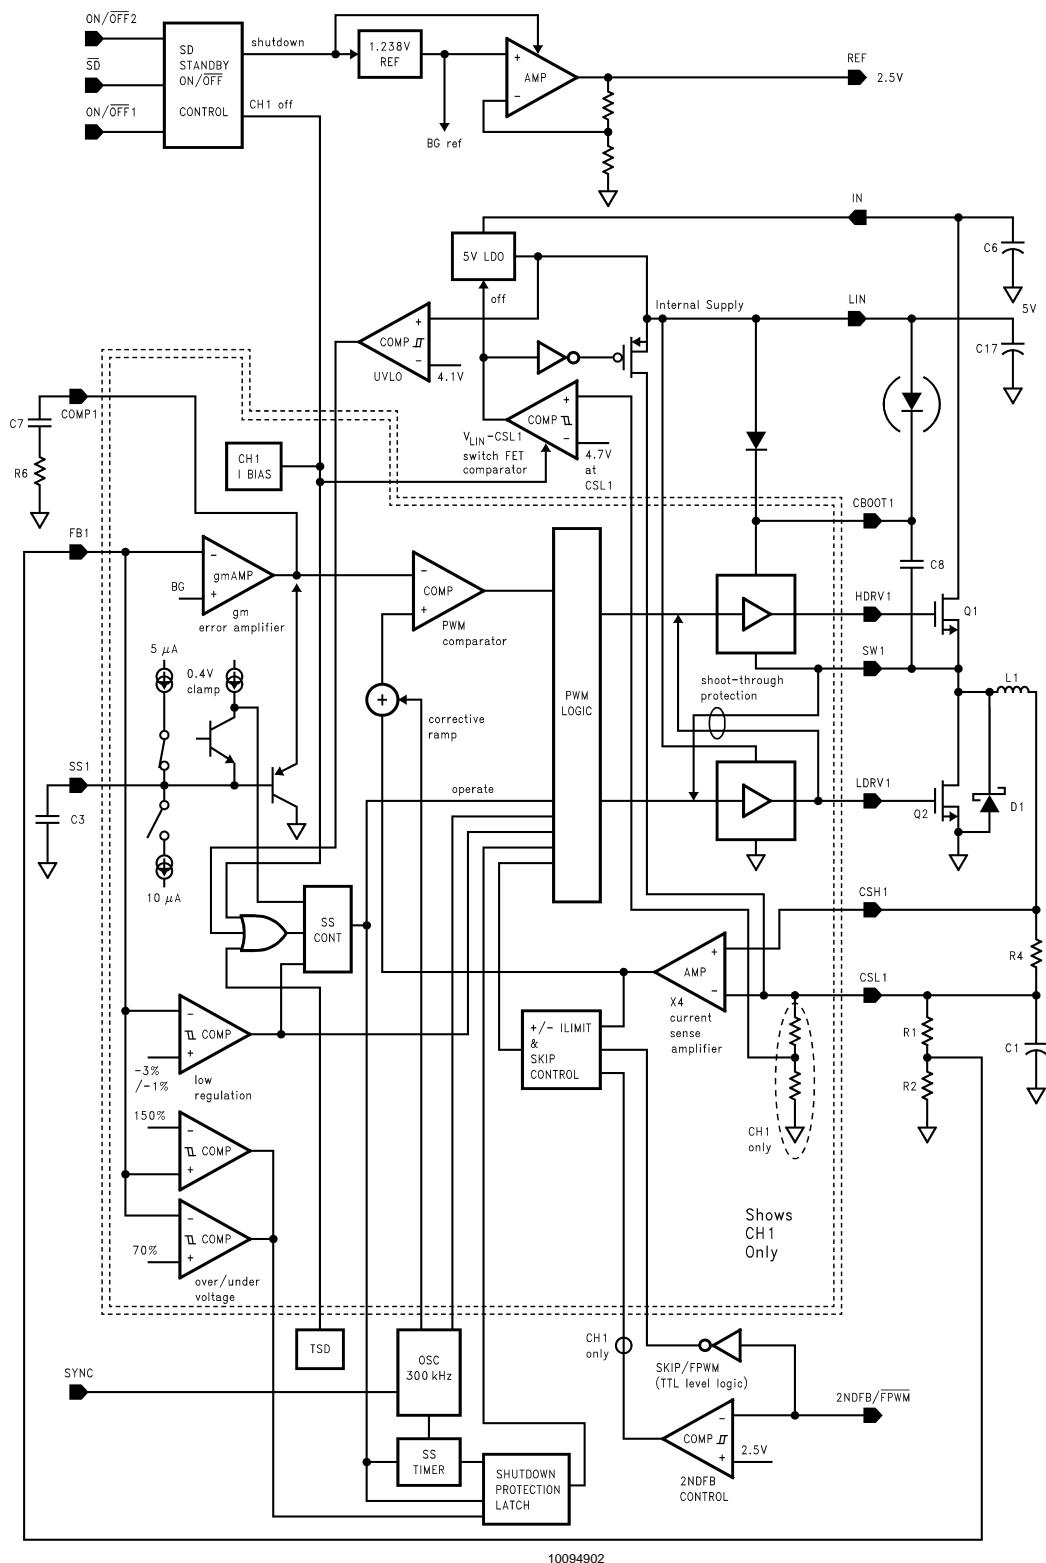 ON/OFF2
SD
ON/OFF1
SD
STANDBY
ON/OFF
CONTROL
shutdown
CH1 off
1.238V
REF
+
AMP
-
BG ref
REF
2.5V
IN
C6
5V LDO
off
Internal Supply
LIN
5V
C17
+
COMP
-
UVLO
4.1V
+
COMP
-
VLIN-CSL1
switch FET
comparator
4.7V
at
CSL1
COMP1
C7
R6
CH1
I BIAS
CBOOT1
C8
FB1
-
gmAMP
+
BG
gm
error amplifier
-
COMP
+
PWM
comparator
HDRV1
Q1
SW1
L1
5 μA
0.4V
clamp
+
corrective
ramp
PWM
LOGIC
shoot-through
protection
SS1
C3
10 μA
operate
LDRV1
Q2
D1
SS
CONT
CSH1
R4
+
AMP
-
X4
current
sense
amplifier
CSL1
R1
R2
C1
-
COMP
+
-3%
/-1%
low
regulation
+/- ILIMIT
&
SKIP
CONTROL
CH1
only
150%
-
COMP
+
-
COMP
+
70%
over/under
voltage
Shows
CH1
Only
TSD
OSC
300 kHz
CH1
only
SKIP/FPWM
(TTL level logic)
SYNC
2NDFB/FPWM
-
COMP
+
2.5V
2NDFB
CONTROL
SS
TIMER
SHUTDOWN
PROTECTION
LATCH
10094902